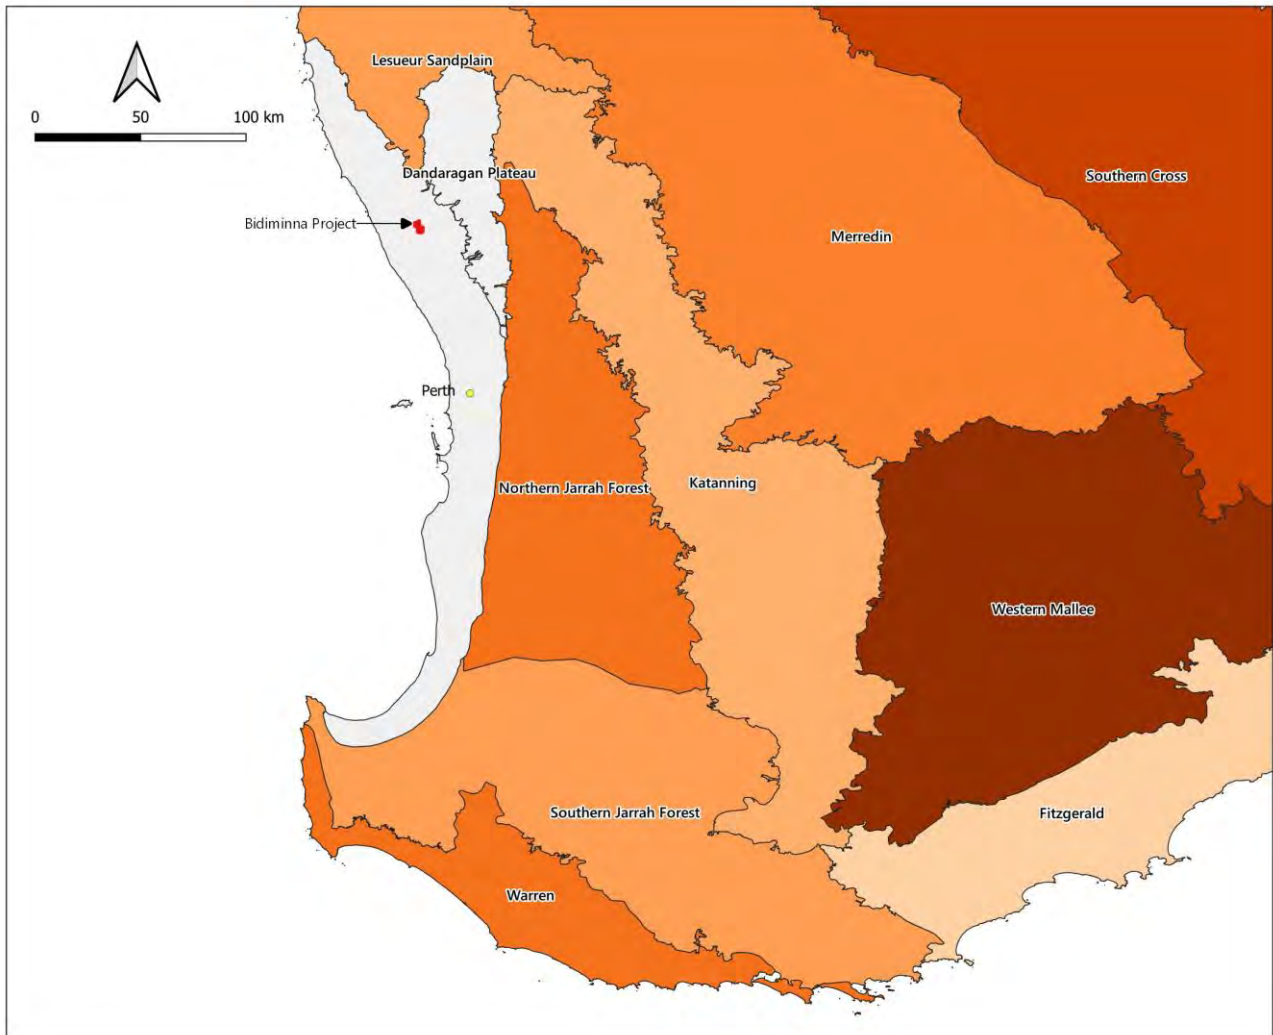 Lesueur Sandplain
0 50 100 km
Dandaragan Plateau
Southern Cross
Bidiminna Project
Merredin
Perth
Northern Jarrah Forest
Katanning
Western Mallee
Southern Jarrah Forest
Fitzgerald
Warren